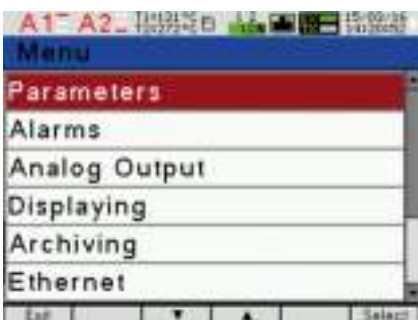 A1 A2
Menu
Parameters
Alarms
Analog Output
Displaying
Archiving
Ethernet
Exit ▼ ▲ Select